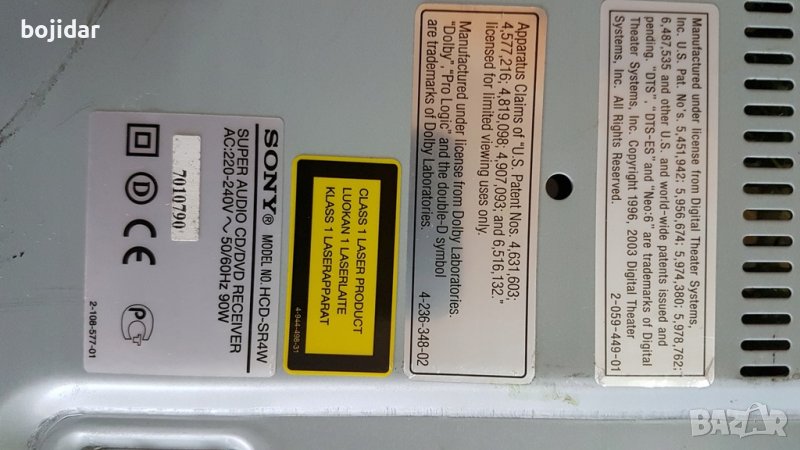 bojidar
SONY® MODEL NO. HCD-SR4W
SUPER AUDIO CD/DVD RECEIVER
AC:220-240V~50/60Hz 90W
7010790
D CE
PG
2-108-577-01
CLASS 1 LASER PRODUCT
LUOKAN 1 LASERLAITE
KLASS 1 LASERAPPARAT
4-944-498-31
Apparatus Claims of "U.S. Patent Nos. 4,631,603;
4,577,216; 4,819,098; 4,907,093; and 6,516,132."
licensed for limited viewing uses only.
Manufactured under license from Dolby Laboratories.
"Dolby", "Pro Logic" and the double-D symbol
are trademarks of Dolby Laboratories.
4-236-348-02
Manufactured under license from Digital Theater Systems,
Inc. U.S. Pat. No's. 5,451,942; 5,956,674; 5,974,380; 5,978,762;
6,487,535 and other U.S. and world-wide patents issued and
pending. "DTS", "DTS-ES" and "Neo:6" are trademarks of Digital
Theater Systems, Inc. Copyright 1996, 2003 Digital Theater
Systems, Inc. All Rights Reserved.
2-059-449-01
BAZAR